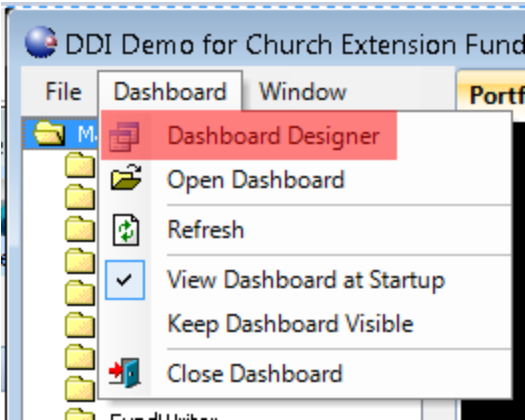 DDI Demo for Church Extension Fund
File Dashboard Window
Portf
Dashboard Designer
Open Dashboard
Refresh
View Dashboard at Startup
Keep Dashboard Visible
Close Dashboard